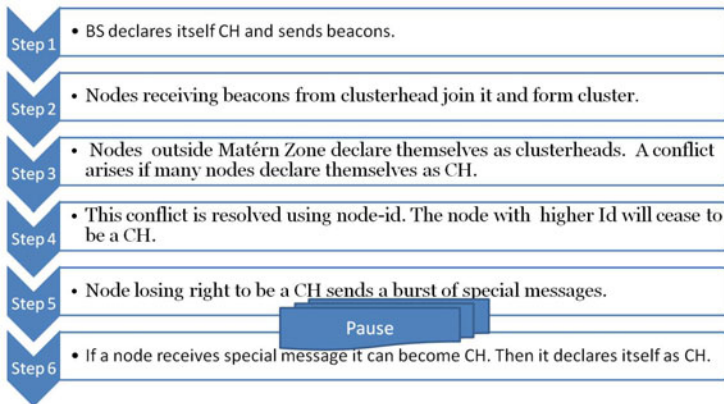 Step 1
• BS declares itself CH and sends beacons.
Step 2
• Nodes receiving beacons from clusterhead join it and form cluster.
Step 3
• Nodes outside Matérn Zone declare themselves as clusterheads. A conflict
arises if many nodes declare themselves as CH.
Step 4
• This conflict is resolved using node-id. The node with higher Id will cease to
be a CH.
Step 5
• Node losing right to be a CH sends a burst of special messages.
Pause
Step 6
• If a node receives special message it can become CH. Then it declares itself as CH.